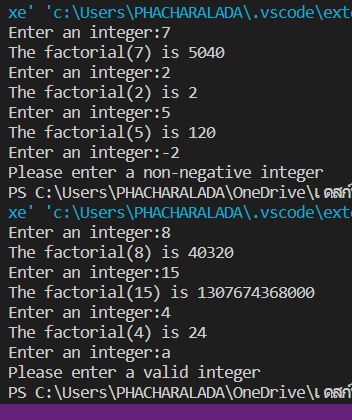 xe' 'c:\Users\PHACHARALADA\.vscode\exte
Enter an integer:7
The factorial(7) is 5040
Enter an integer:2
The factorial(2) is 2
Enter an integer:5
The factorial(5) is 120
Enter an integer:-2
Please enter a non-negative integer
PS C:\Users\PHACHARALADA\OneDrive\เดสก์
xe' 'c:\Users\PHACHARALADA\.vscode\exte
Enter an integer:8
The factorial(8) is 40320
Enter an integer:15
The factorial(15) is 1307674368000
Enter an integer:4
The factorial(4) is 24
Enter an integer:a
Please enter a valid integer
PS C:\Users\PHACHARALADA\OneDrive\เดสก์